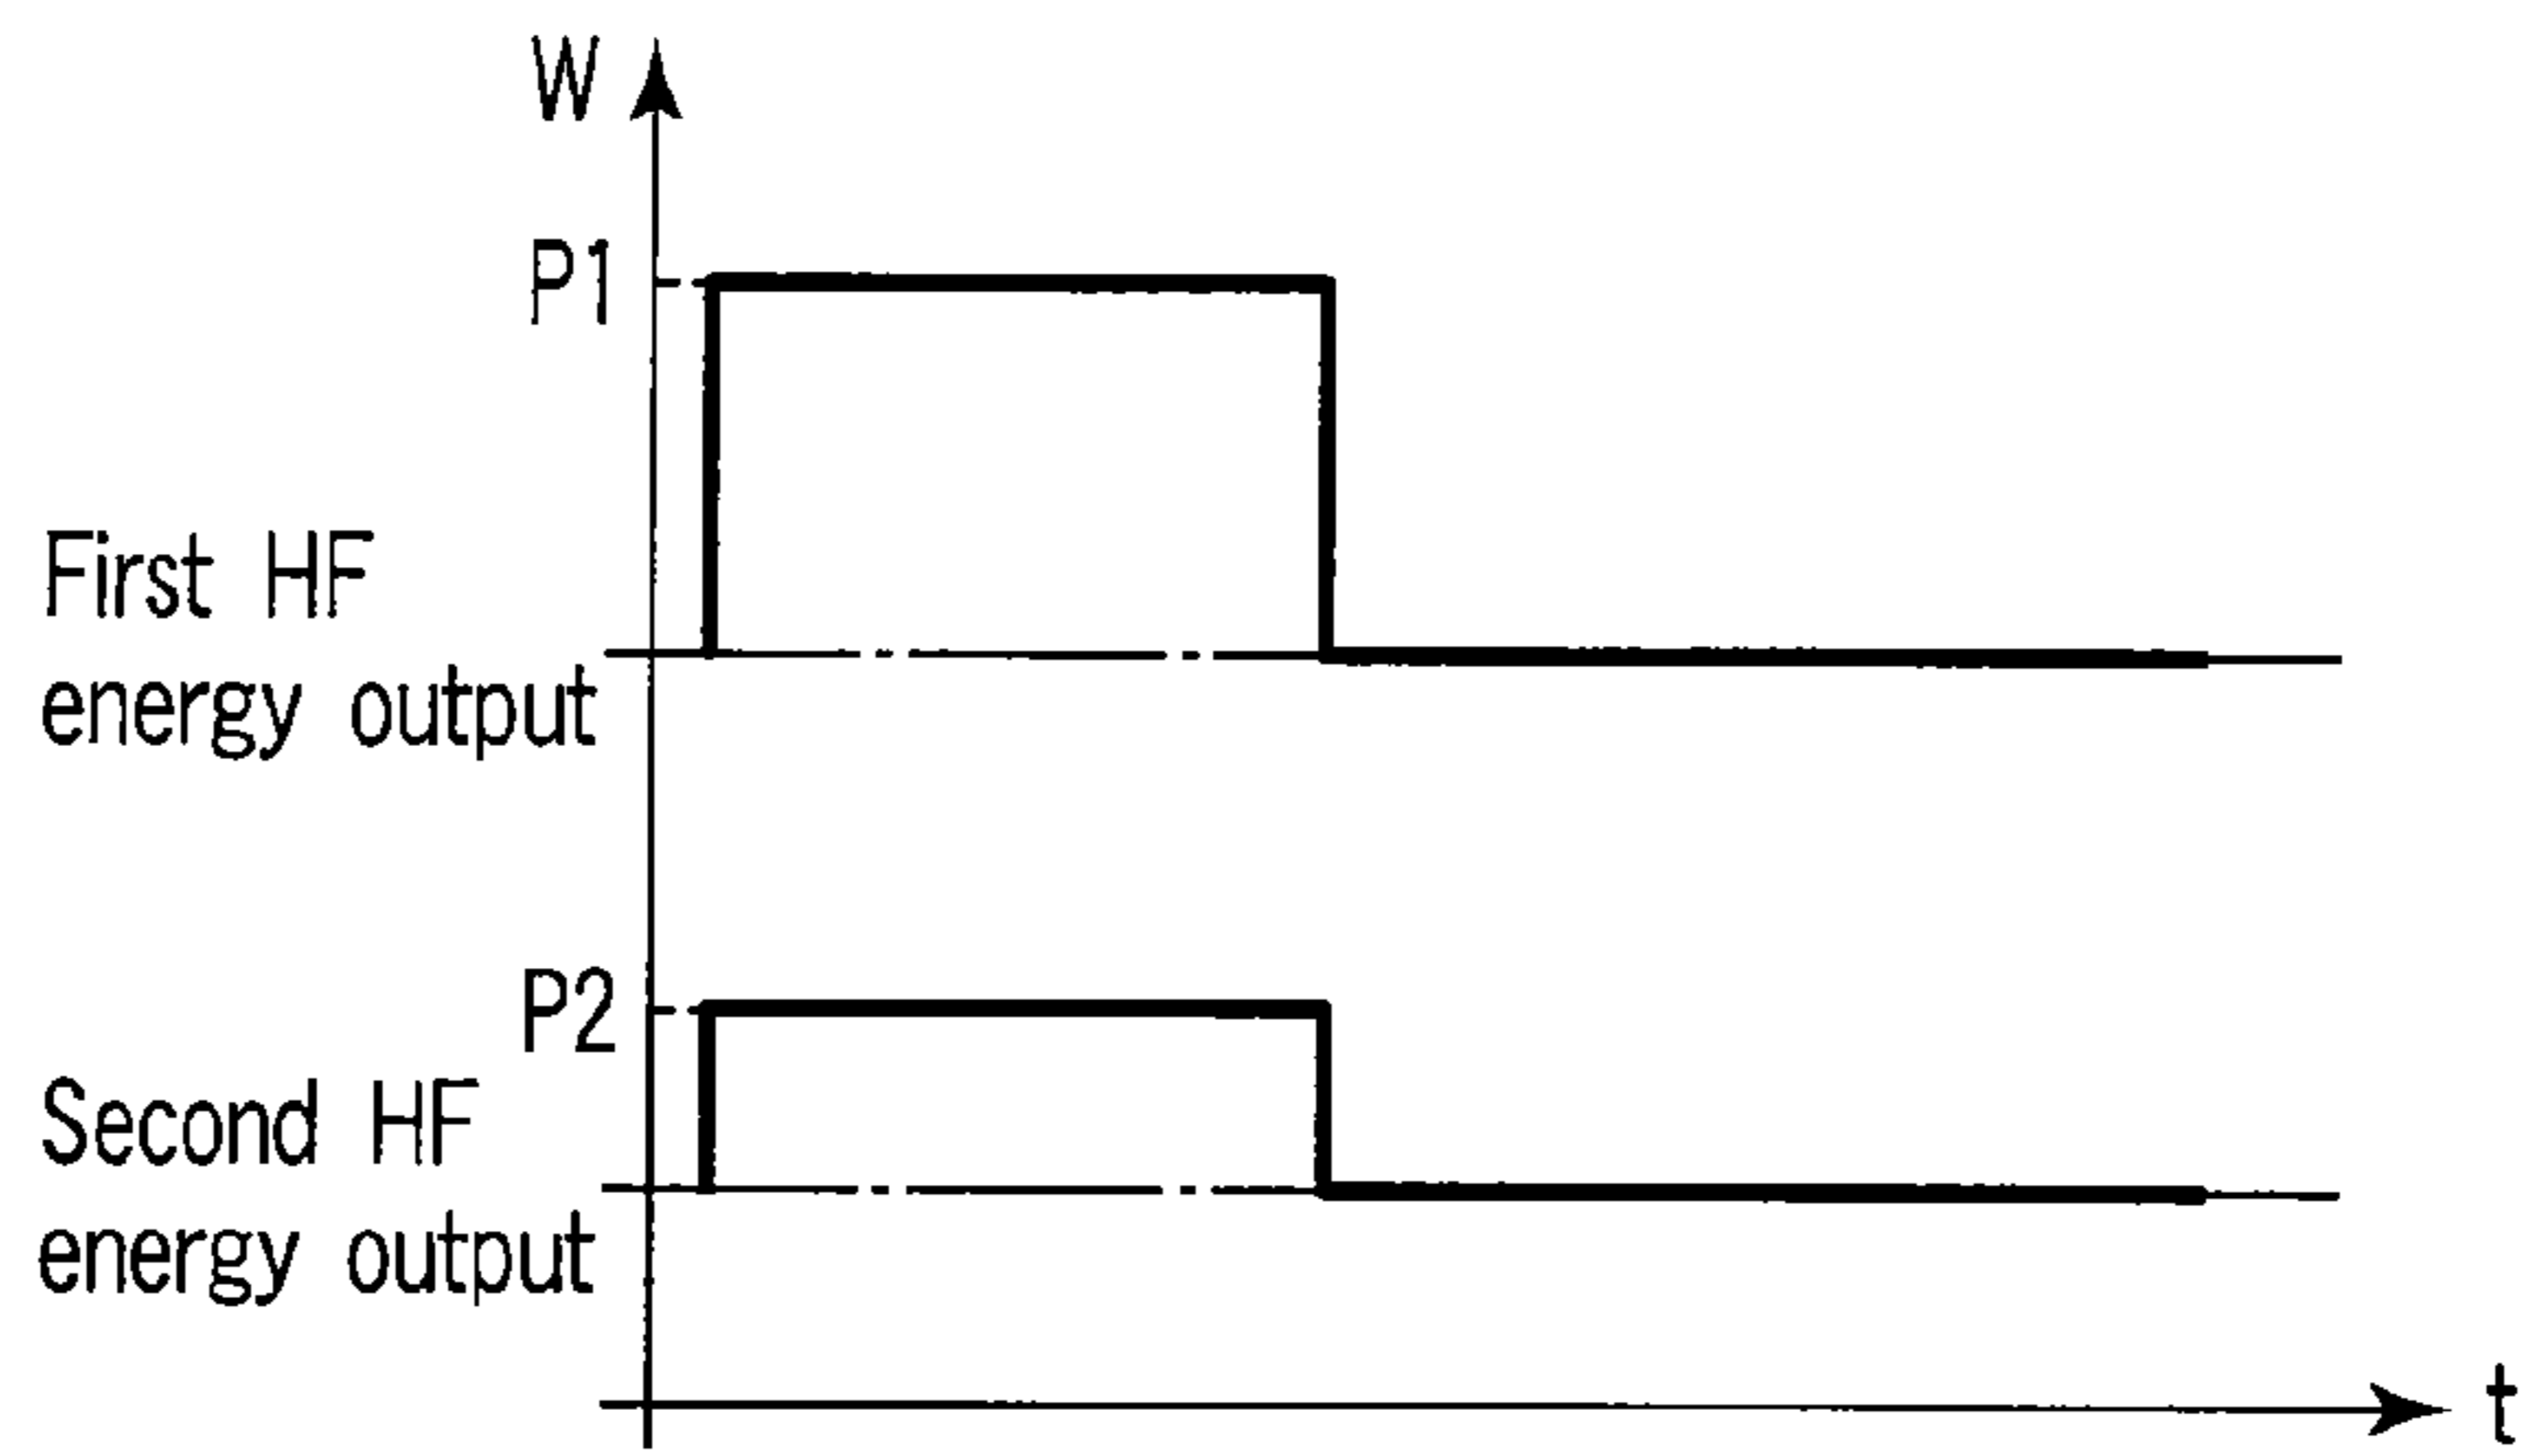 W
P1
First HF
energy output
P2
Second HF
energy output
t